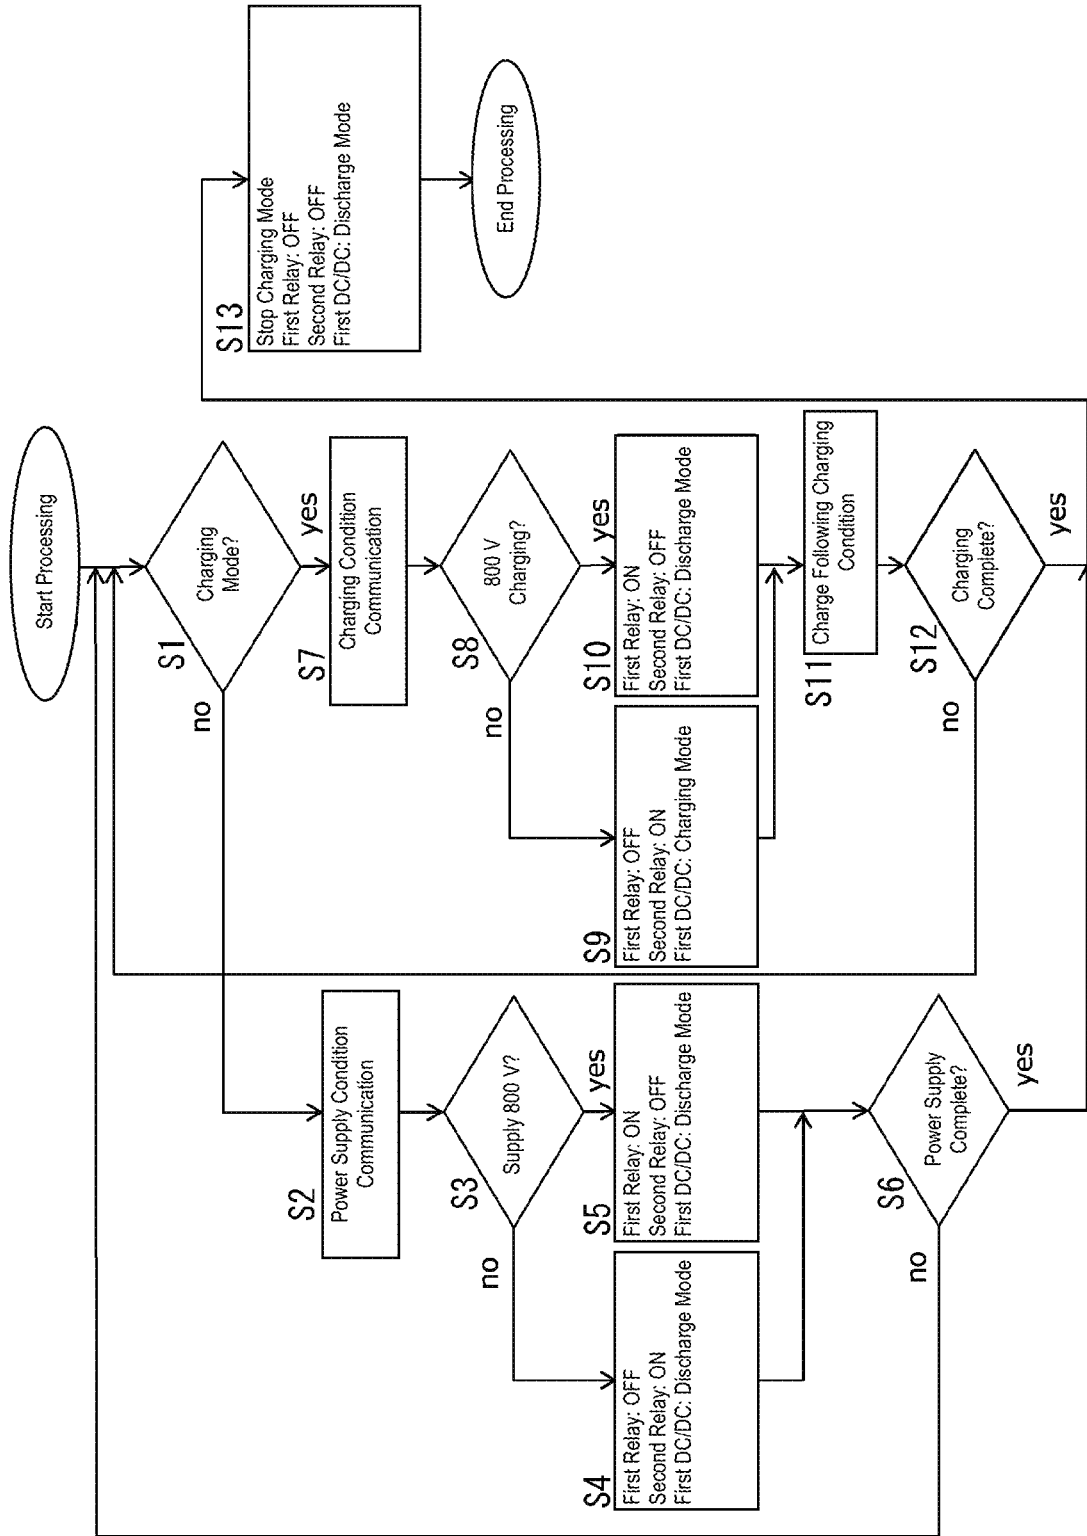 Start Processing
S1
Charging
Mode?
no
yes
S2
Power Supply Condition
Communication
S3
Supply 800 V?
no
yes
S4
First Relay: OFF
Second Relay: ON
First DC/DC: Discharge Mode
S5
First Relay: ON
Second Relay: OFF
First DC/DC: Discharge Mode
S6
Power Supply
Complete?
no
yes
S7
Charging Condition
Communication
S8
800 V
Charging?
no
yes
S9
First Relay: OFF
Second Relay: ON
First DC/DC: Charging Mode
S10
First Relay: ON
Second Relay: OFF
First DC/DC: Discharge Mode
S11
Charge Following Charging
Condition
S12
Charging
Complete?
no
yes
S13
Stop Charging Mode
First Relay: OFF
Second Relay: OFF
First DC/DC: Discharge Mode
End Processing